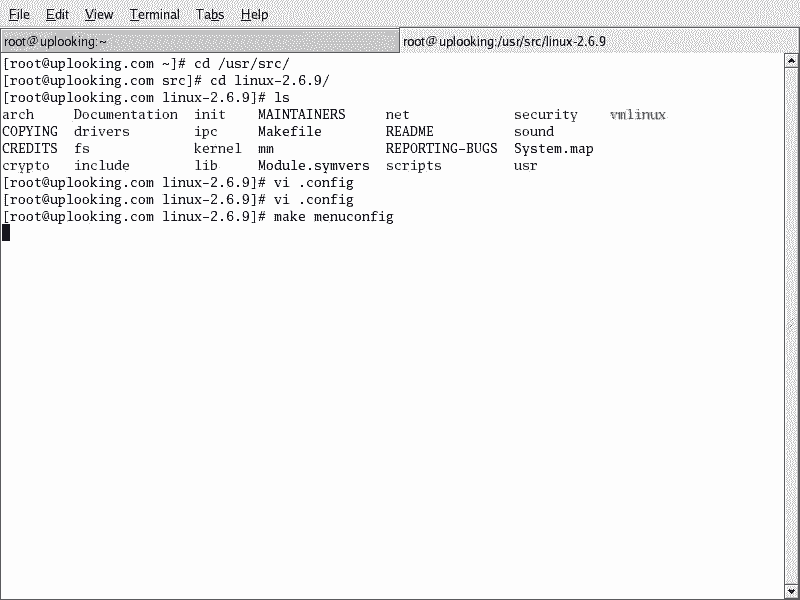 File Edit View Terminal Tabs Help
root@uplooking:~ root@uplooking:/usr/src/linux-2.6.9
[root@uplooking.com ~]# cd /usr/src/
[root@uplooking.com src]# cd linux-2.6.9/
[root@uplooking.com linux-2.6.9]# ls
arch Documentation init MAINTAINERS net security vmlinux
COPYING drivers ipc Makefile README sound
CREDITS fs kernel mm REPORTING-BUGS System.map
crypto include lib Module.symvers scripts usr
[root@uplooking.com linux-2.6.9]# vi .config
[root@uplooking.com linux-2.6.9]# vi .config
[root@uplooking.com linux-2.6.9]# make menuconfig